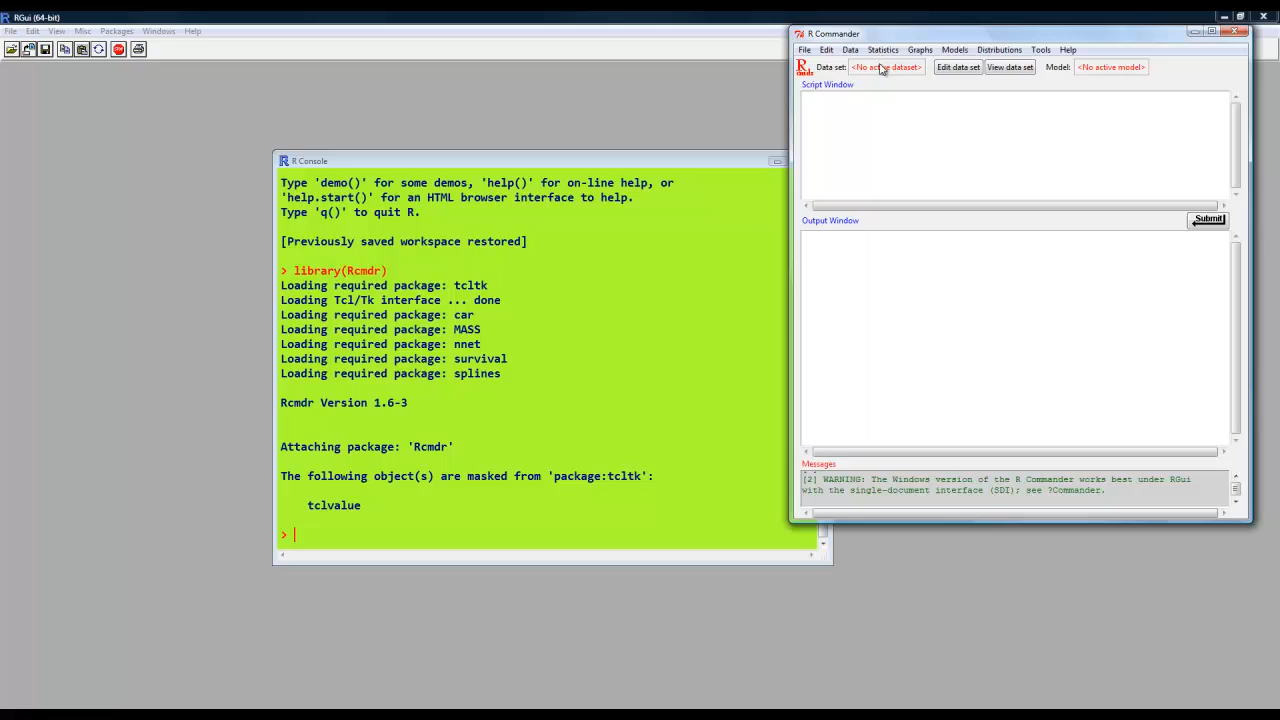 RGui (64-bit)
File Edit View Misc Packages Windows Help
R Console
Type 'demo()' for some demos, 'help()' for on-line help, or
'help.start()' for an HTML browser interface to help.
Type 'q()' to quit R.
[Previously saved workspace restored]
> library(Rcmdr)
Loading required package: tcltk
Loading Tcl/Tk interface ... done
Loading required package: car
Loading required package: MASS
Loading required package: nnet
Loading required package: survival
Loading required package: splines
Rcmdr Version 1.6-3
Attaching package: 'Rcmdr'
The following object(s) are masked from 'package:tcltk':
tclvalue
>
R Commander
File Edit Data Statistics Graphs Models Distributions Tools Help
Data set: <No active dataset> Edit data set View data set Model: <No active model>
Script Window
Output Window Submit
Messages
[2] WARNING: The Windows version of the R Commander works best under RGui
with the single-document interface (SDI); see ?Commander.